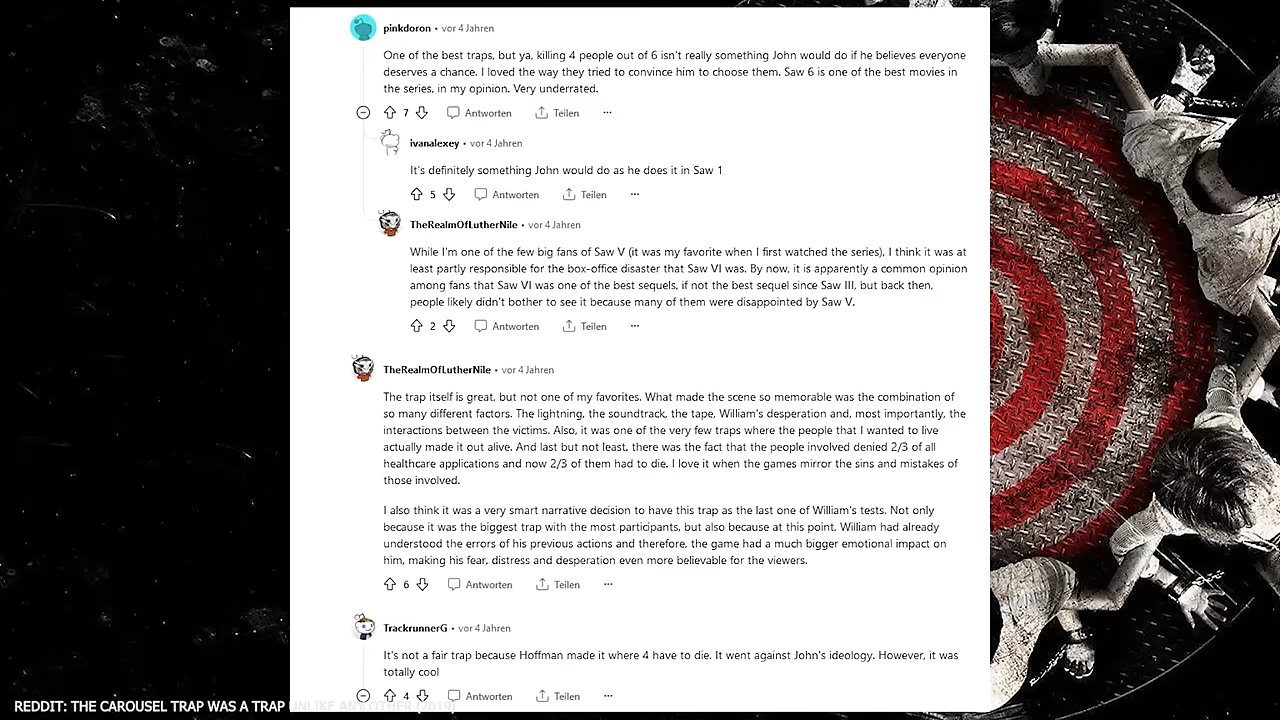 pinkdoron • vor 4 Jahren
One of the best traps, but ya, killing 4 people out of 6 isn't really something John would do if he believes everyone
deserves a chance. I loved the way they tried to convince him to choose them. Saw 6 is one of the best movies in
the series, in my opinion. Very underrated.
7 Antworten Teilen ···
ivanalexey • vor 4 Jahren
It's definitely something John would do as he does it in Saw 1
5 Antworten Teilen ···
TheRealmOfLutherNile • vor 4 Jahren
While I'm one of the few big fans of Saw V (it was my favorite when I first watched the series), I think it was at
least partly responsible for the box-office disaster that Saw VI was. By now, it is apparently a common opinion
among fans that Saw VI was one of the best sequels, if not the best sequel since Saw III, but back then,
people likely didn't bother to see it because many of them were disappointed by Saw V.
2 Antworten Teilen ···
TheRealmOfLutherNile • vor 4 Jahren
The trap itself is great, but not one of my favorites. What made the scene so memorable was the combination of
so many different factors. The lightning, the soundtrack, the tape, William's desperation and, most importantly, the
interactions between the victims. Also, it was one of the very few traps where the people that I wanted to live
actually made it out alive. And last but not least, there was the fact that the people involved denied 2/3 of all
healthcare applications and now 2/3 of them had to die. I love it when the games mirror the sins and mistakes of
those involved.
I also think it was a very smart narrative decision to have this trap as the last one of William's tests. Not only
because it was the biggest trap with the most participants, but also because at this point, William had already
understood the errors of his previous actions and therefore, the game had a much bigger emotional impact on
him, making his fear, distress and desperation even more believable for the viewers.
6 Antworten Teilen ···
TrackrunnerG • vor 4 Jahren
It's not a fair trap because Hoffman made it where 4 have to die. It went against John's ideology. However, it was
totally cool
4 Antworten Teilen ···
REDDIT: THE CAROUSEL TRAP WAS A TRAP UNLIKE ANY OTHER (2019)